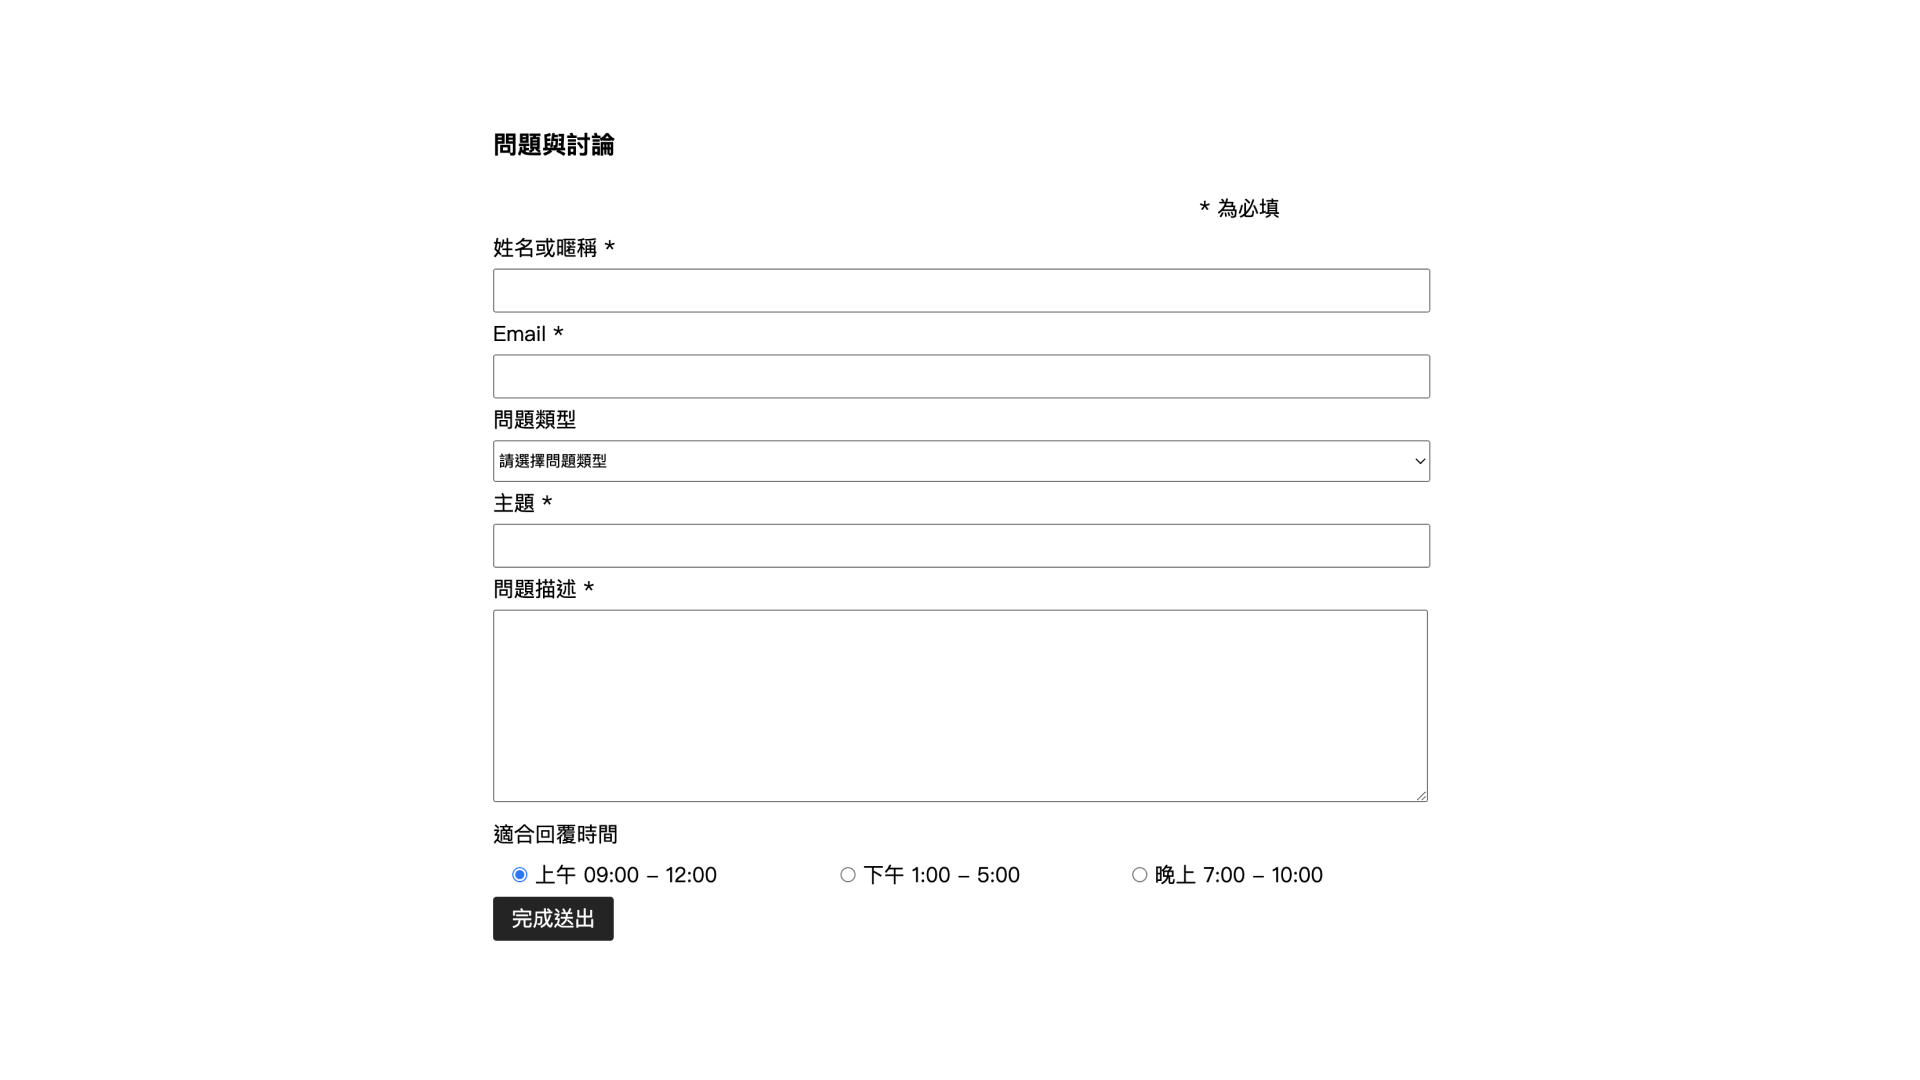 問題與討論
* 為必填
姓名或暱稱 *
Email *
問題類型
請選擇問題類型
主題 *
問題描述 *
適合回覆時間
上午 09:00 – 12:00 下午 1:00 – 5:00 晚上 7:00 – 10:00
完成送出